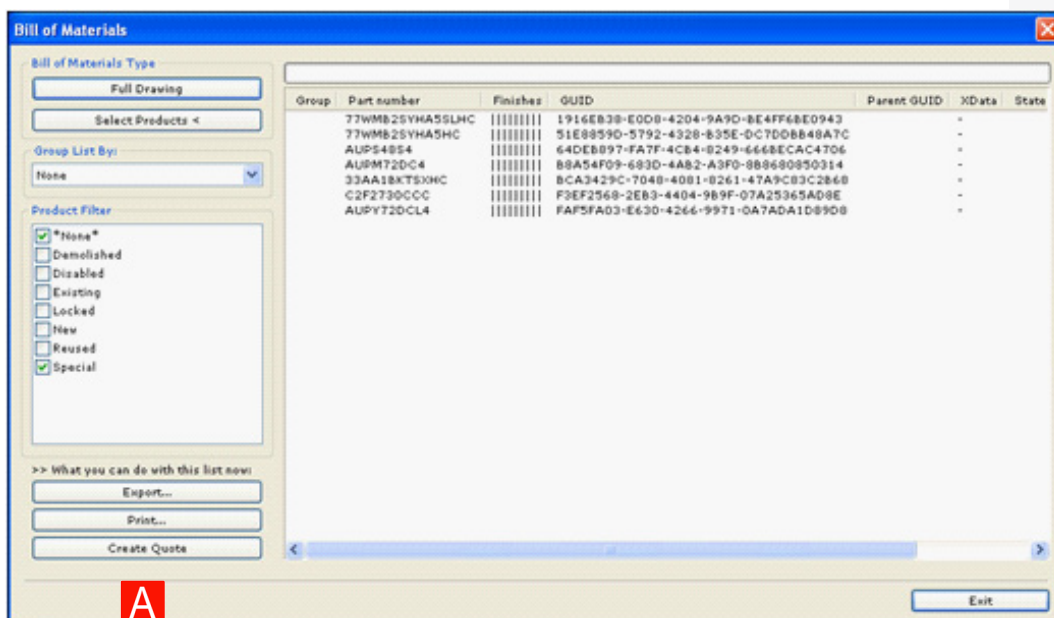 Bill of Materials
Bill of Materials Type
Full Drawing
Select Products <
Group List By:
None
Product Filter
*None*
Demolished
Disabled
Existing
Locked
New
Reused
Special
>> What you can do with this list now:
Export...
Print...
Create Quote
Group Part number Finishes GUID Parent GUID XData State
77WMB2SYHA5SLHC ||||||||| 1916EB38-E0D8-4204-9A9D-BE4FF6BE0943 -
77WMB2SYHA5HC ||||||||| 51E8859D-5792-4328-B35E-DC7D0BB48A7C -
AUPS48S4 ||||||||| 64DEB897-FA7F-4CB4-8249-666BECAC4706 -
AUPM72DC4 ||||||||| B8A54F09-683D-4AB2-A3F0-8B8680850314 -
33AA18KTSXHC ||||||||| BCA3429C-7048-4081-8261-47A9C83C2B68 -
C2F2730CCC ||||||||| F3EF2568-2EB3-4404-9B9F-07A25365AD8E -
AUPY72DCL4 ||||||||| FAF5FA03-E630-4266-9971-0A7ADA1D89D8 -
Exit
A